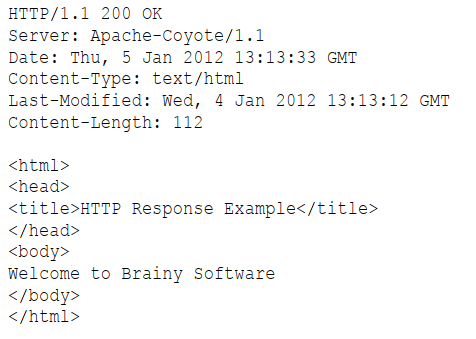 HTTP/1.1 200 OK
Server: Apache-Coyote/1.1
Date: Thu, 5 Jan 2012 13:13:33 GMT
Content-Type: text/html
Last-Modified: Wed, 4 Jan 2012 13:13:12 GMT
Content-Length: 112

<html>
<head>
<title>HTTP Response Example</title>
</head>
<body>
Welcome to Brainy Software
</body>
</html>